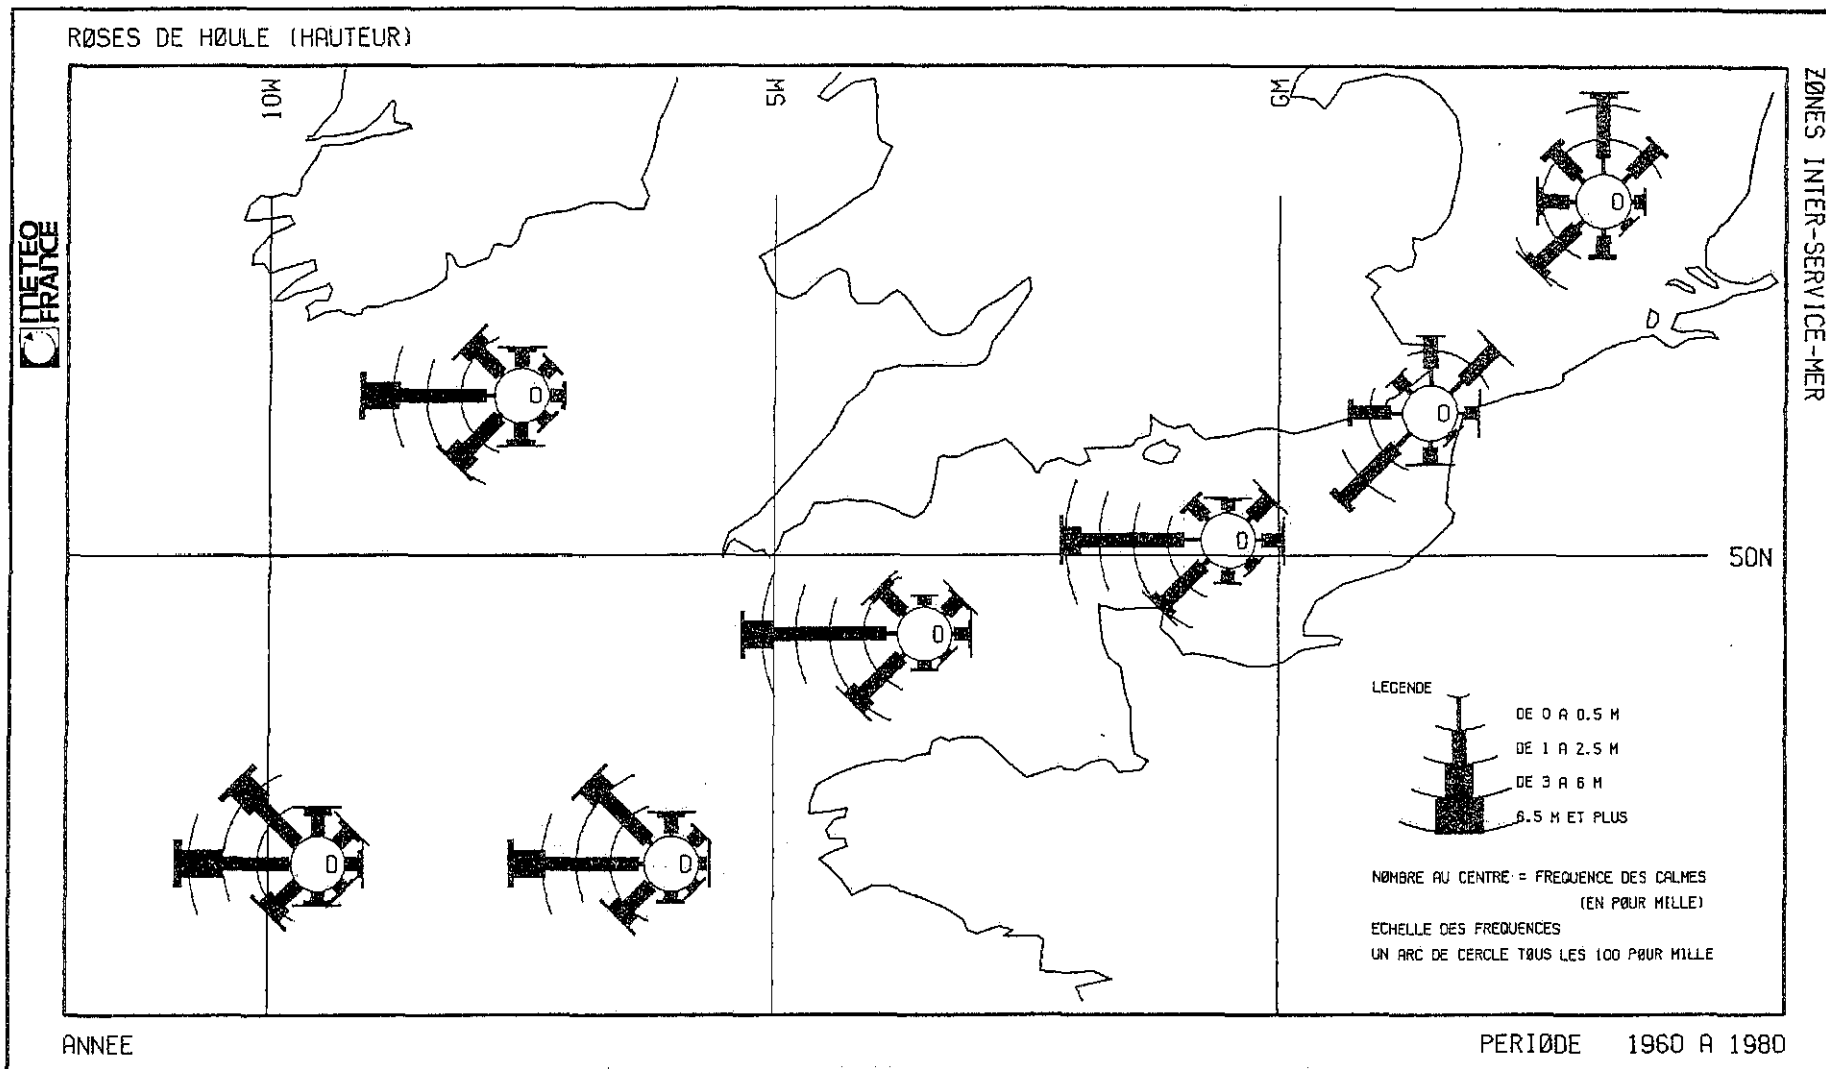 RØSES DE HØULE (HAUTEUR)
ZØNES INTER-SERVICE-MER
METEO
FRANCE
10W
5W
GM
50N
0
0
0
0
0
0
0
LEGENDE
DE 0 A 0.5 M
DE 1 A 2.5 M
DE 3 A 6 M
6.5 M ET PLUS
NØMBRE AU CENTRE = FREQUENCE DES CALMES
(EN PØUR MILLE)
ECHELLE DES FREQUENCES
UN ARC DE CERCLE TØUS LES 100 PØUR MILLE
ANNEE
PERIØDE 1960 A 1980